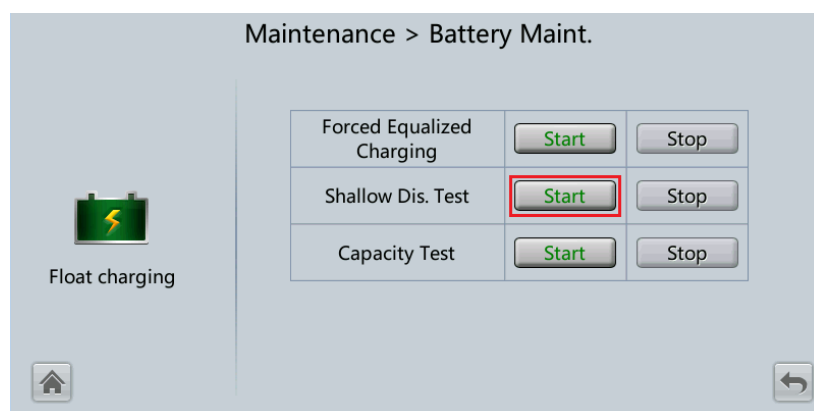 Maintenance > Battery Maint.
Forced Equalized
Charging
Start
Stop
Shallow Dis. Test
Start
Stop
Capacity Test
Start
Stop
Float charging